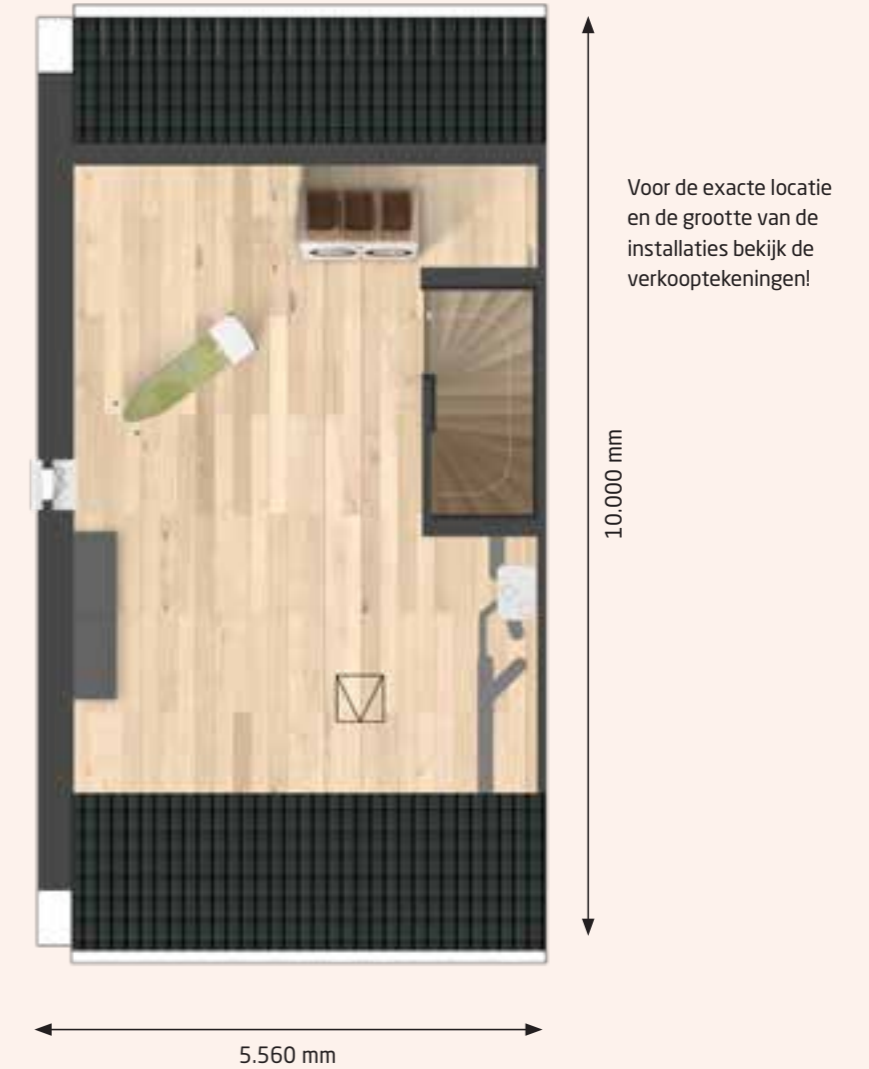 Voor de exacte locatie
en de grootte van de
installaties bekijk de
verkooptekeningen!
10.000 mm
5.560 mm